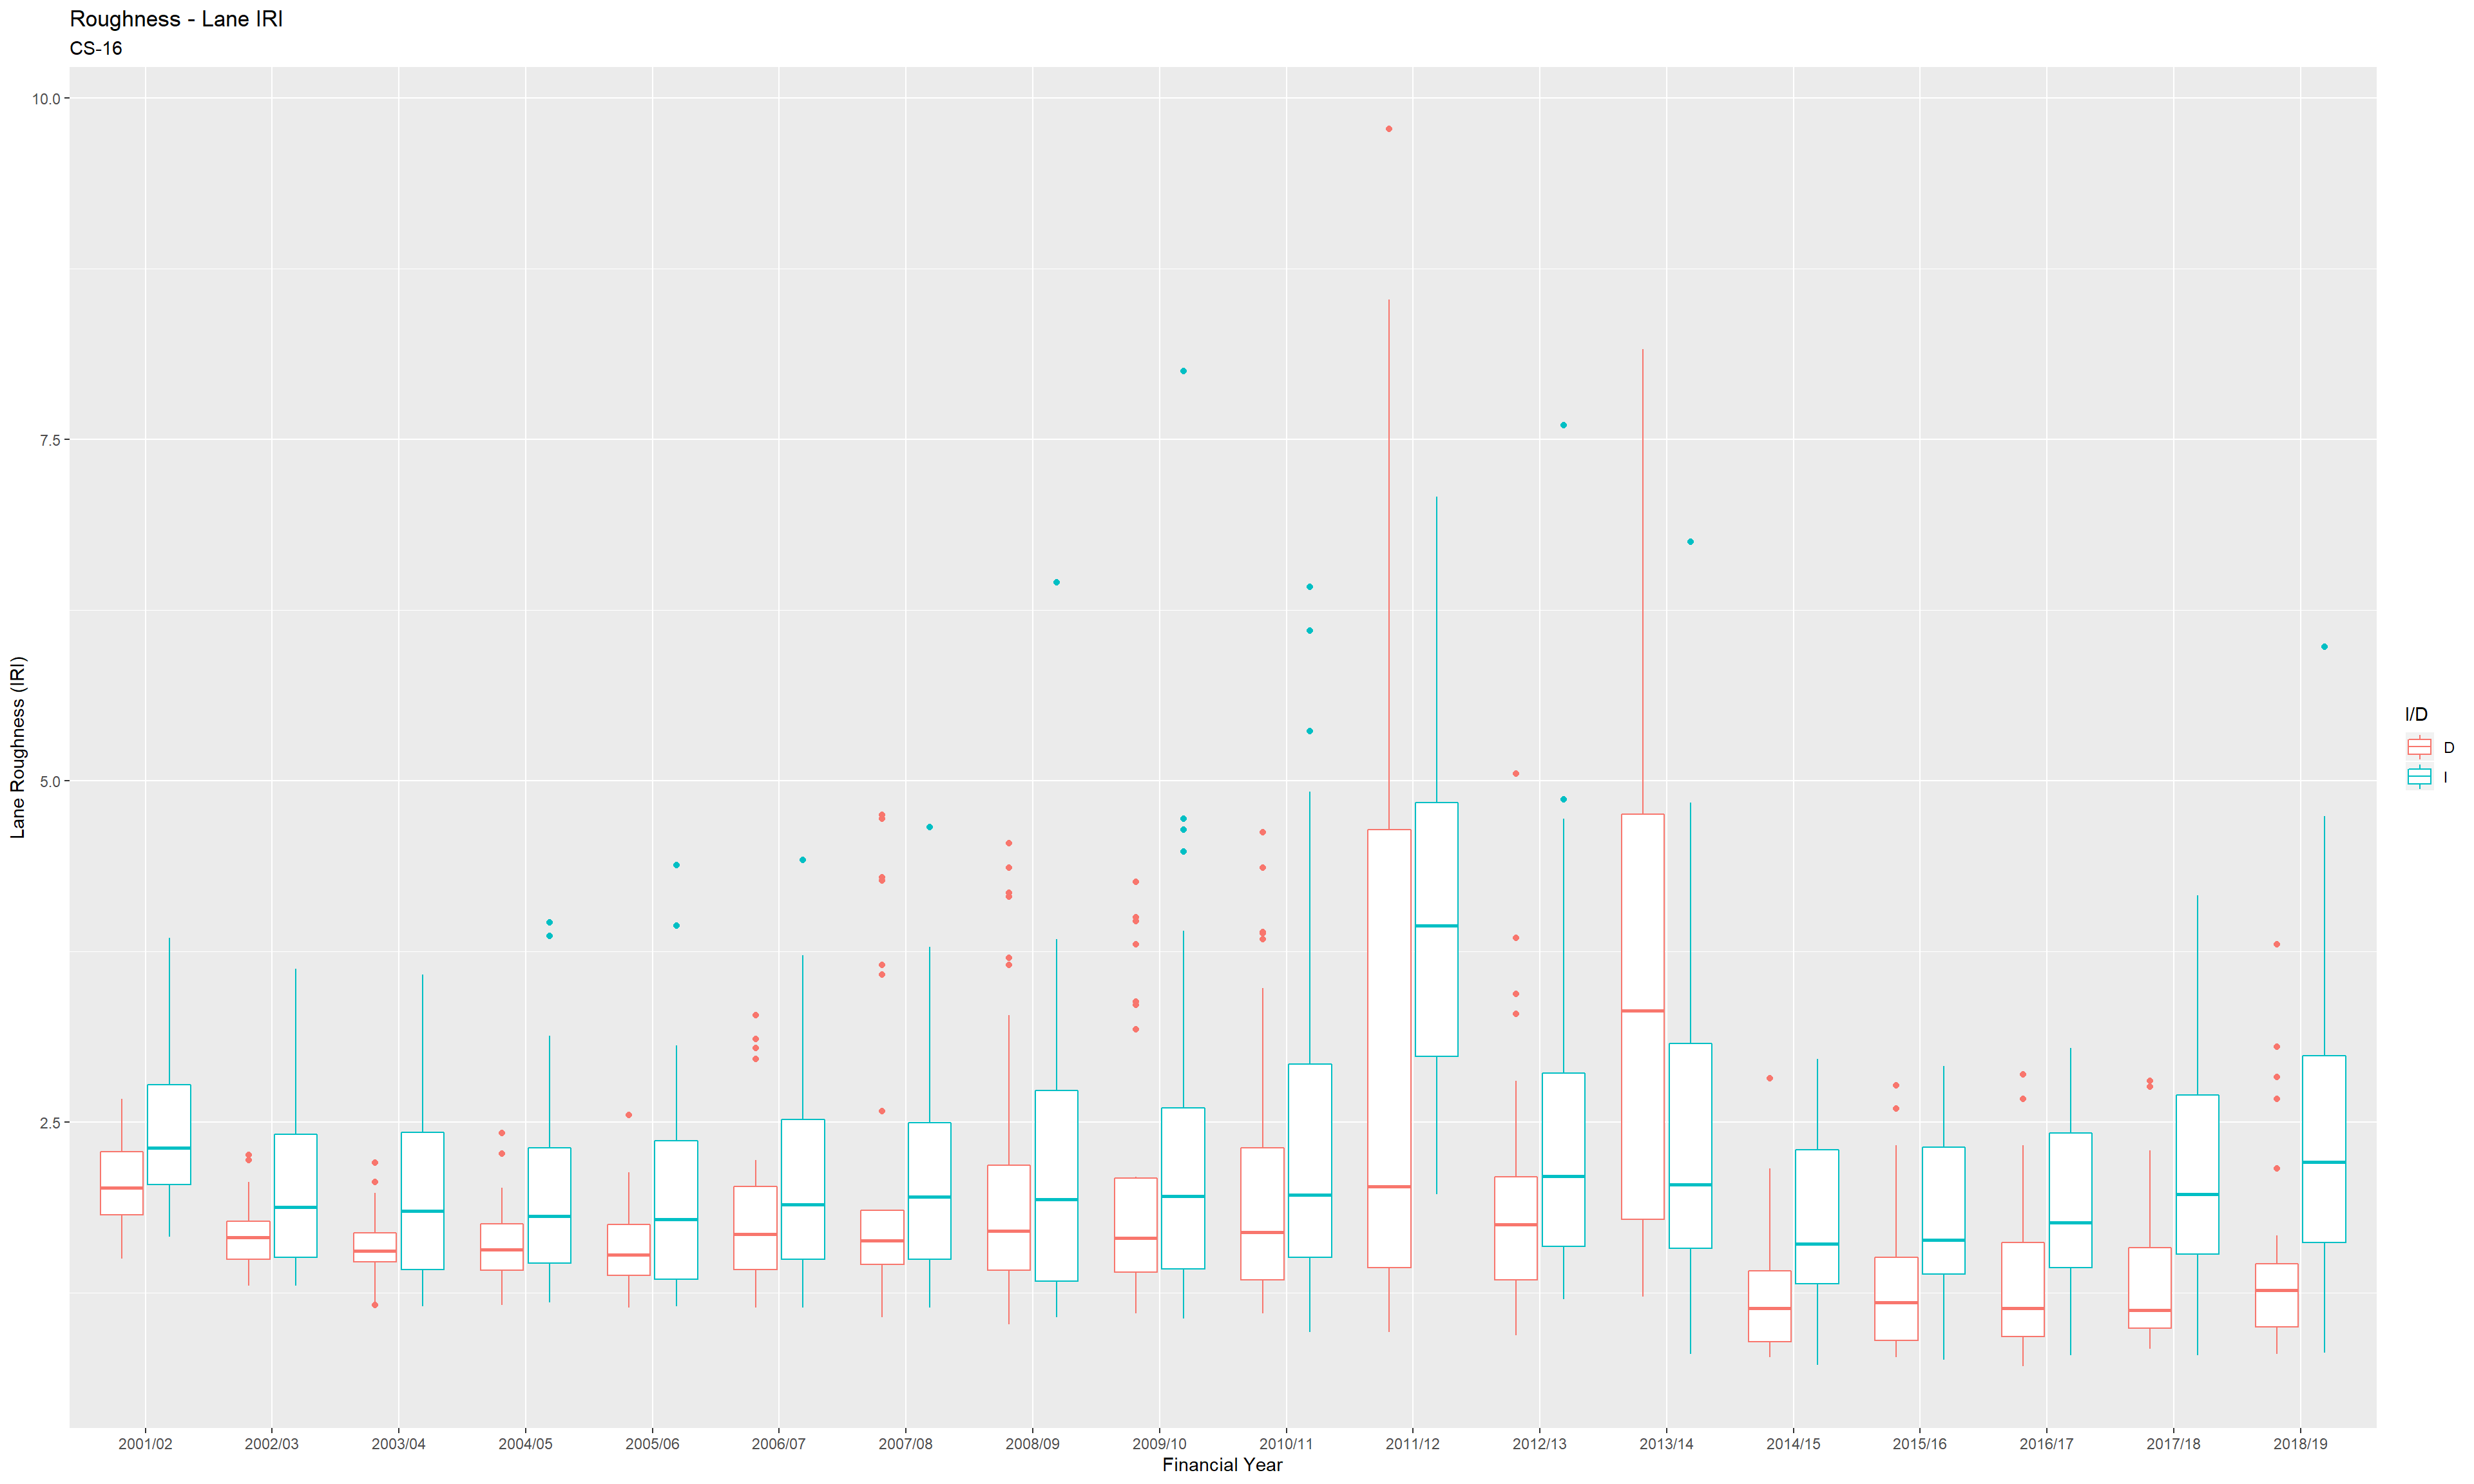 Roughness - Lane IRI
CS-16
10.0
7.5
5.0
2.5
Lane Roughness (IRI)
2001/02 2002/03 2003/04 2004/05 2005/06 2006/07 2007/08 2008/09 2009/10 2010/11 2011/12 2012/13 2013/14 2014/15 2015/16 2016/17 2017/18 2018/19
Financial Year
I/D
D
I